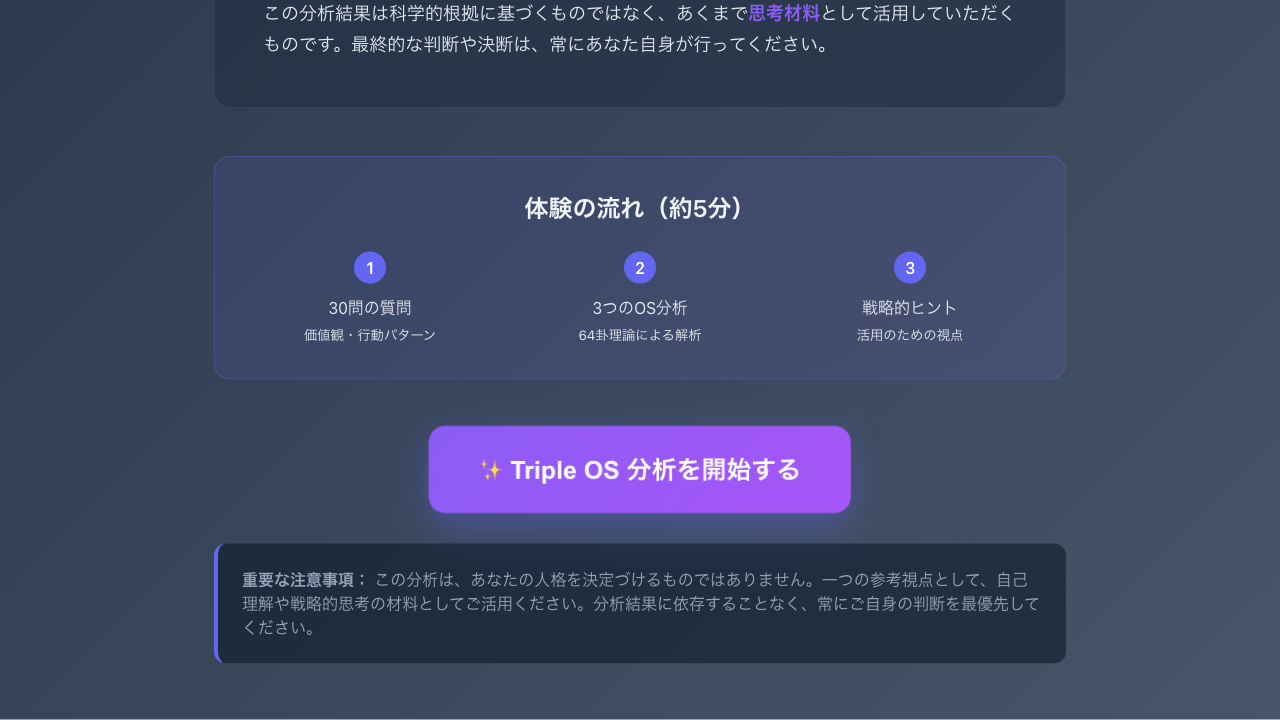 この分析結果は科学的根拠に基づくものではなく、あくまで思考材料として活用していただく
ものです。最終的な判断や決断は、常にあなた自身が行ってください。
体験の流れ（約5分）
1
30問の質問
価値観・行動パターン
2
3つのOS分析
64卦理論による解析
3
戦略的ヒント
活用のための視点
✨ Triple OS 分析を開始する
重要な注意事項： この分析は、あなたの人格を決定づけるものではありません。一つの参考視点として、自己
理解や戦略的思考の材料としてご活用ください。分析結果に依存することなく、常にご自身の判断を最優先して
ください。